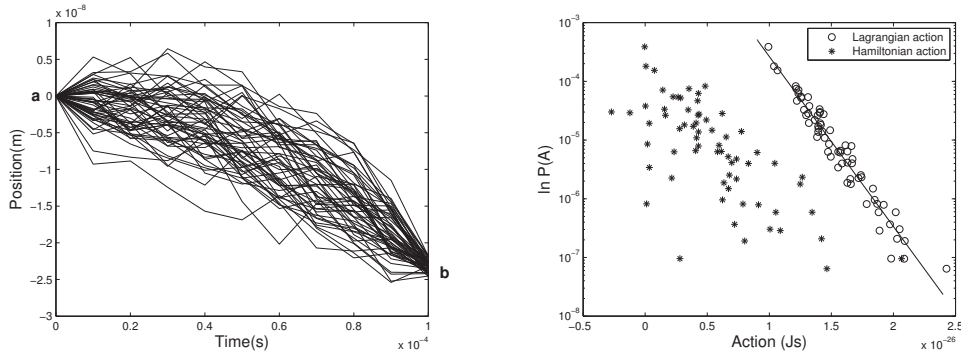 x 10⁻⁸
1
0.5
0
−0.5
−1
−1.5
−2
−2.5
−3
Position(m)
a
b
0
0.2
0.4
0.6
0.8
1
Time(s)
x 10⁻⁴
10⁻³
10⁻⁴
10⁻⁵
10⁻⁶
10⁻⁷
10⁻⁸
ln P(A)
Lagrangian action
Hamiltonian action
−0.5
0
0.5
1
1.5
2
2.5
Action (Js)
x 10⁻²⁶